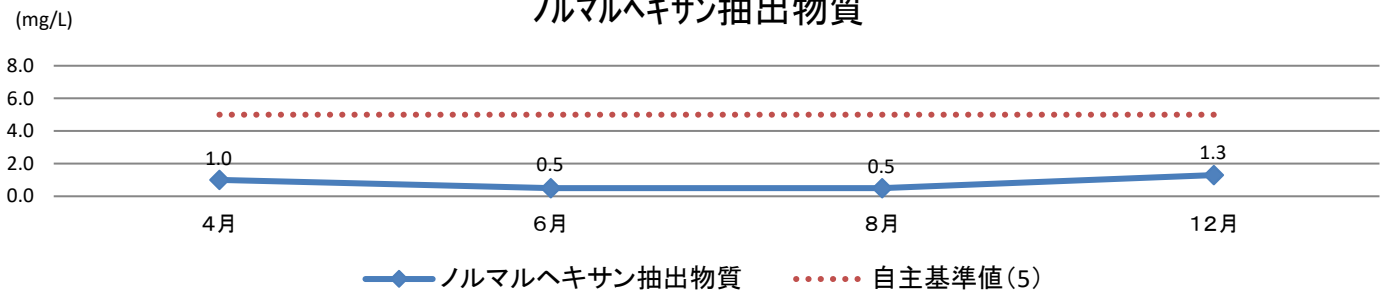 ノルマルヘキサン抽出物質
(mg/L)
8.0
6.0
4.0
2.0
0.0
1.0
0.5
0.5
1.3
4月
6月
8月
12月
ノルマルヘキサン抽出物質
自主基準値(5)